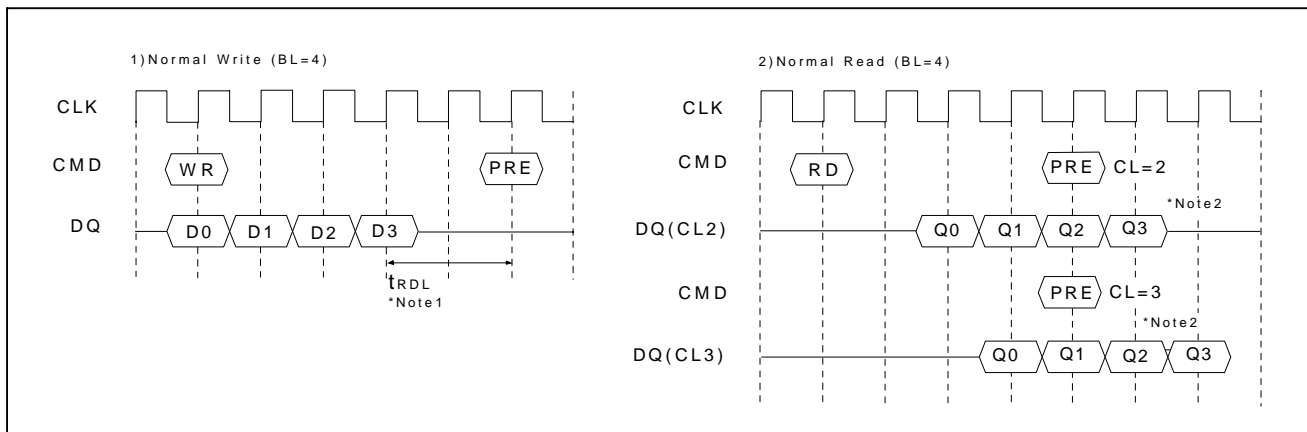 1)Normal Write (BL=4)
CLK
CMD
WR
PRE
DQ
D0 D1 D2 D3
tRDL
*Note1
2)Normal Read (BL=4)
CLK
CMD
RD
PRE CL=2
*Note2
DQ(CL2)
Q0 Q1 Q2 Q3
CMD
PRE CL=3
*Note2
DQ(CL3)
Q0 Q1 Q2 Q3